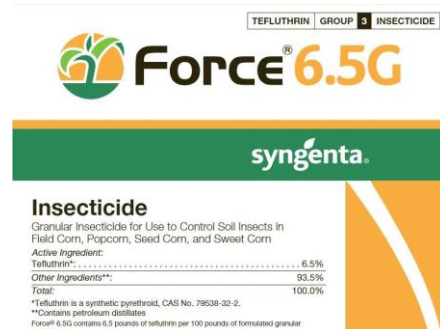 TEFLUTHRIN GROUP 3 INSECTICIDE
Force® 6.5G
syngenta®
Insecticide
Granular Insecticide for Use to Control Soil Insects in
Field Corn, Popcorn, Seed Corn, and Sweet Corn
Active Ingredient:
Tefluthrin*: . . . . . . . . . . . . . . . . . . . . . . . . . . . . . . . . . . . . . . . . . . . . 6.5%
Other Ingredients**: 93.5%
Total: 100.0%
*Tefluthrin is a synthetic pyrethroid, CAS No. 79538-32-2.
**Contains petroleum distillates
Force® 6.5G contains 6.5 pounds of tefluthrin per 100 pounds of formulated granular